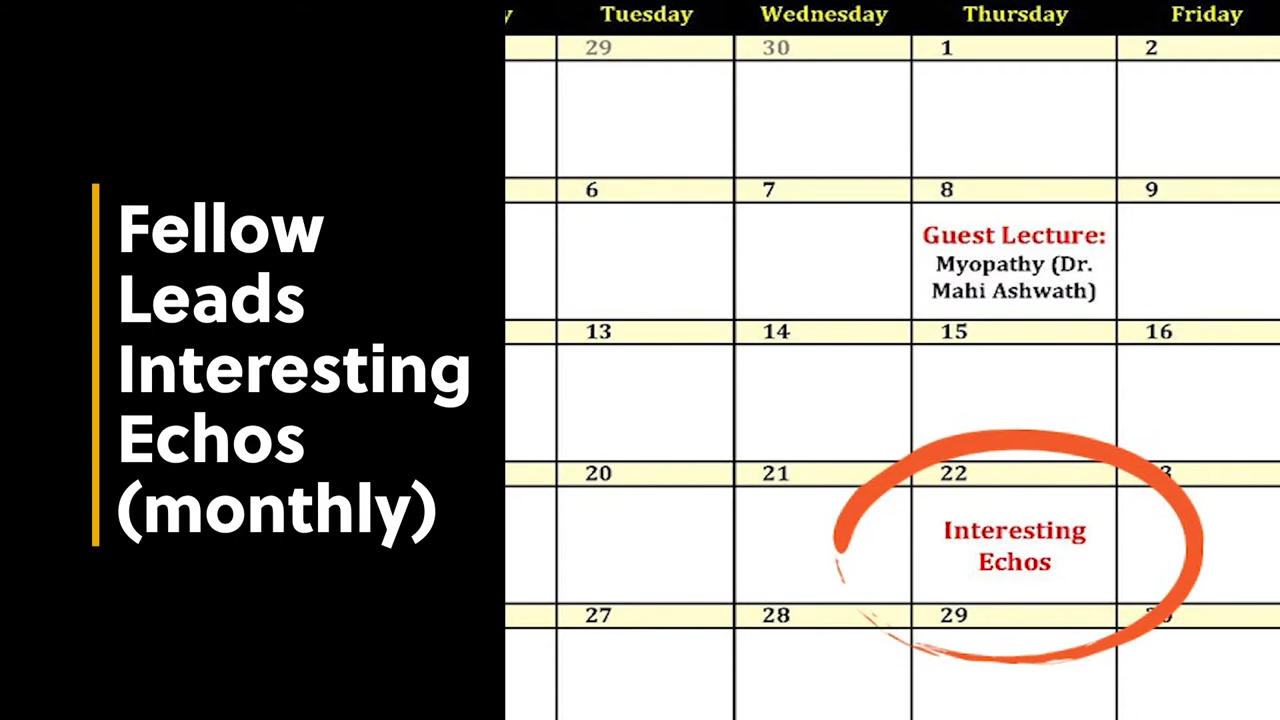 Fellow
Leads
Interesting
Echos
(monthly)
y Tuesday Wednesday Thursday Friday
29 30 1 2
6 7 8 9
Guest Lecture:
Myopathy (Dr.
Mahi Ashwath)
13 14 15 16
20 21 22 3
Interesting
Echos
27 28 29